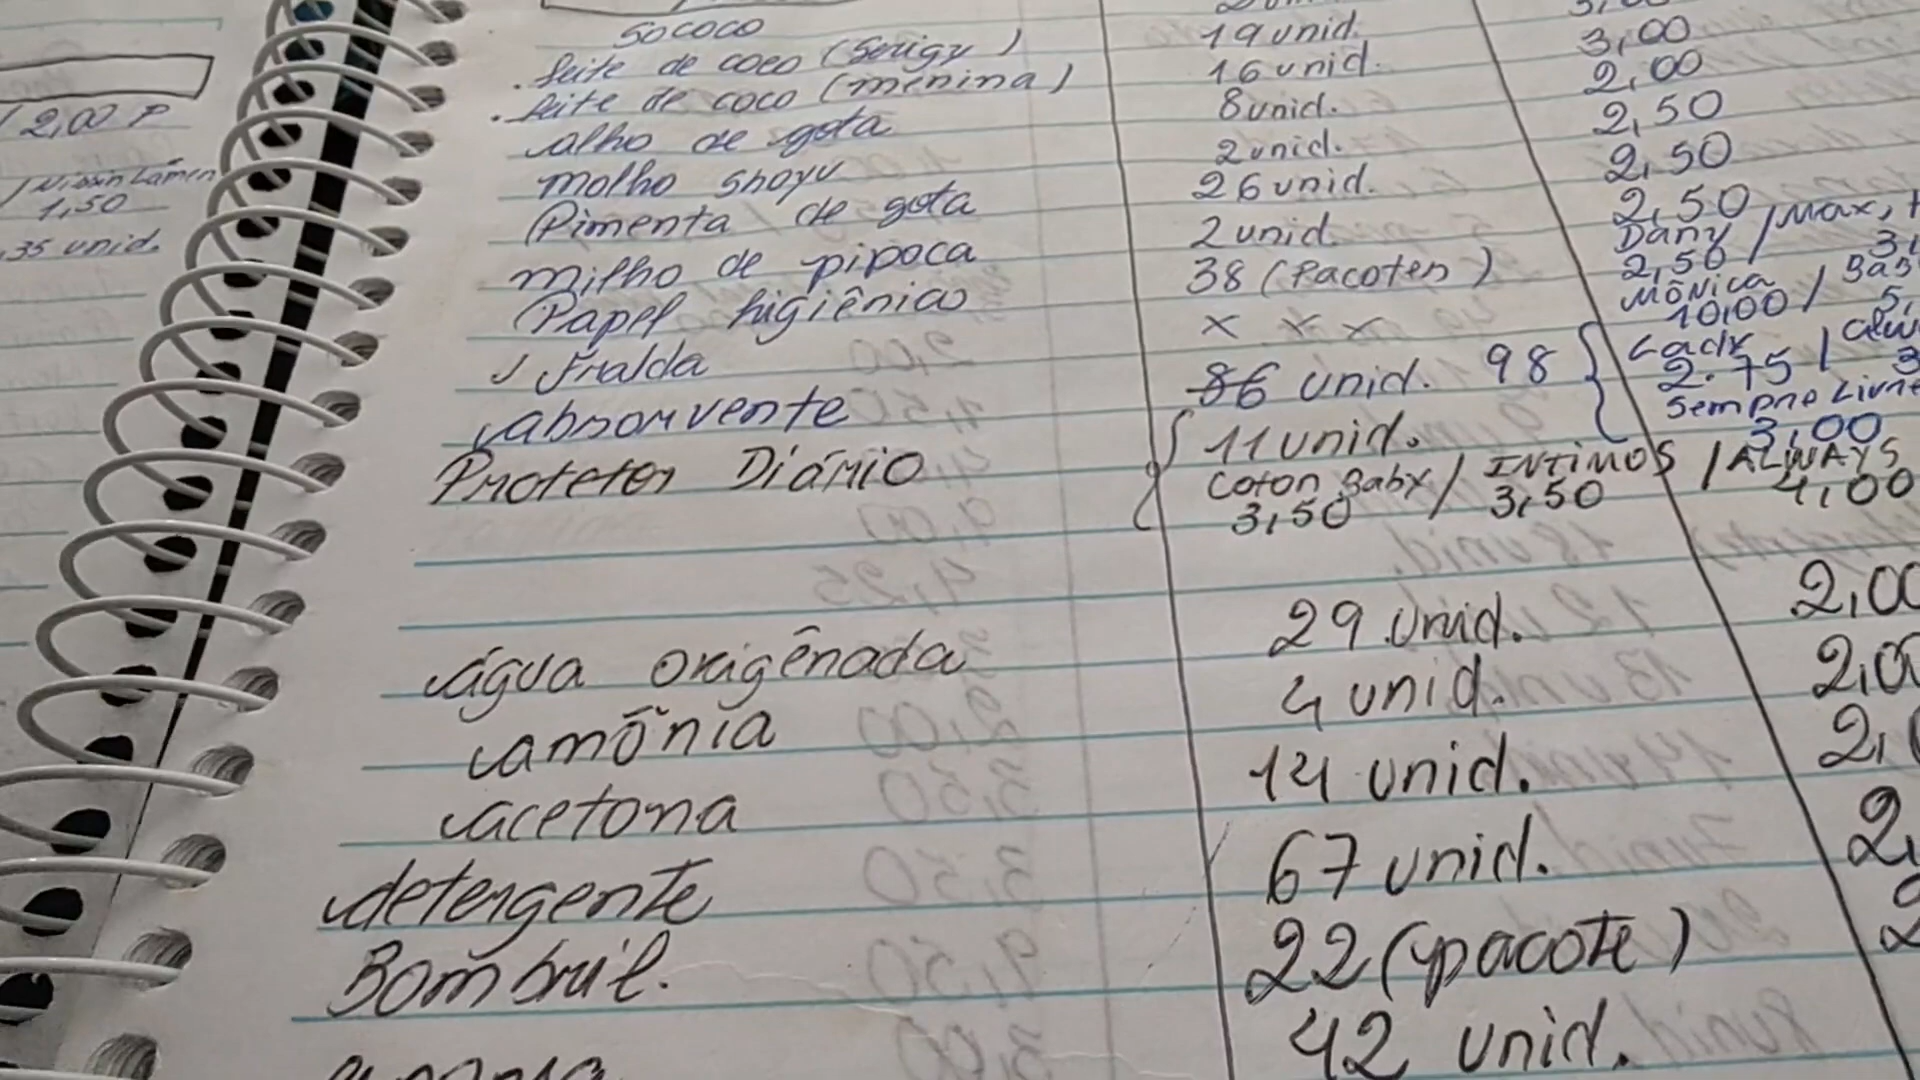 2,00 P
/ Nissin Lámen
1,50
35 unid.
Sococo 19 unid. 3,00
. leite de coco (Serigy) 16 unid. 2,00
. leite de coco (menina) 8 unid. 2,50
alho de gota 2 unid. 2,50
molho shoyu 26 unid. 2,50
Pimenta de gota 2 unid. Dany / Max,
milho de pipoca 38 (Pacotes) 2,50
Papel higiênico x x x Mônica
10,00 /
Fralda 86 unid. 98 Lady /
2.75
absorvente 11 unid. Sempre Livre
3,00
Protetor Diário Coton Baby / INTIMOS / ALWAYS
3,50 3,50 4,00
água oxigênada 29 unid. 2,00
amônia 4 unid. 2,00
acetona 14 unid.
detergente 67 unid.
Bombril. 22 (pacote)
42 unid.